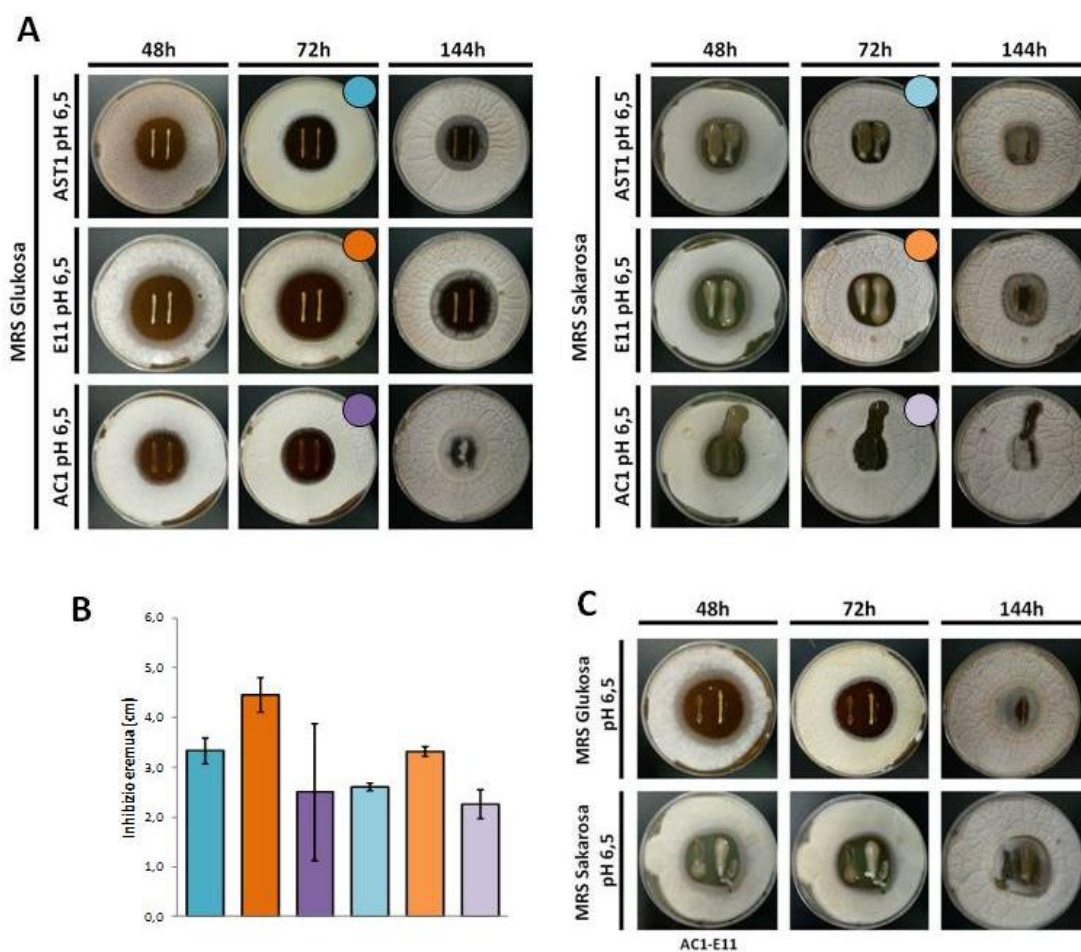 A
48h 72h 144h
MRS Glukosa
AST1 pH 6,5
E11 pH 6,5
AC1 pH 6,5
48h 72h 144h
MRS Sakarosa
AST1 pH 6,5
E11 pH 6,5
AC1 pH 6,5
B
Inhibizio eremua (cm)
6,0
5,0
4,0
3,0
2,0
1,0
0,0
C
48h 72h 144h
MRS Glukosa
pH 6,5
MRS Sakarosa
pH 6,5
AC1-E11